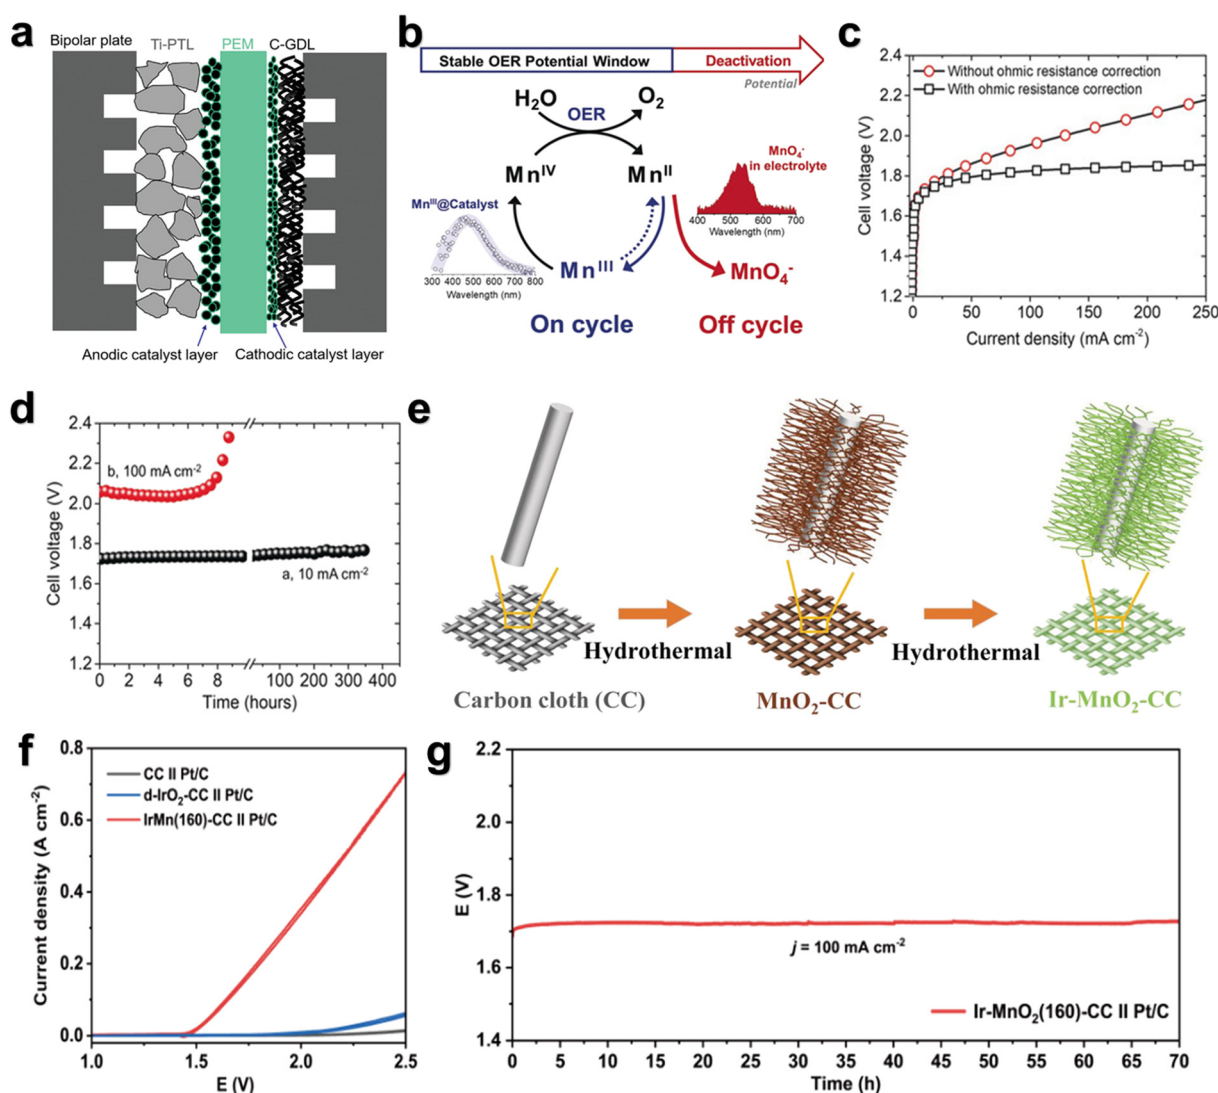 a
Bipolar plate
Ti-PTL
PEM
C-GDL
Anodic catalyst layer
Cathodic catalyst layer
b
Stable OER Potential Window
Deactivation
Potential
H₂O
O₂
OER
Mn^IV
Mn^II
MnO₄⁻
in electrolyte
400 500 600 700
Wavelength (nm)
Mn^III@Catalyst
300 400 500 600 700 800
Wavelength (nm)
Mn^III
MnO₄⁻
On cycle
Off cycle
c
Without ohmic resistance correction
With ohmic resistance correction
Cell voltage (V)
2.4
2.2
2.0
1.8
1.6
1.4
1.2
0 50 100 150 200 250
Current density (mA cm⁻²)
d
Cell voltage (V)
2.4
2.2
2.0
1.8
1.6
1.4
1.2
b, 100 mA cm⁻²
a, 10 mA cm⁻²
0 2 4 6 8 100 200 300 400
Time (hours)
e
Hydrothermal
Hydrothermal
Carbon cloth (CC)
MnO₂-CC
Ir-MnO₂-CC
f
Current density (A cm⁻²)
0.8
0.6
0.4
0.2
0.0
CC II Pt/C
d-IrO₂-CC II Pt/C
IrMn(160)-CC II Pt/C
1.0 1.5 2.0 2.5
E (V)
g
E (V)
2.2
2.0
1.8
1.6
1.4
j = 100 mA cm⁻²
Ir-MnO₂(160)-CC II Pt/C
0 5 10 15 20 25 30 35 40 45 50 55 60 65 70
Time (h)